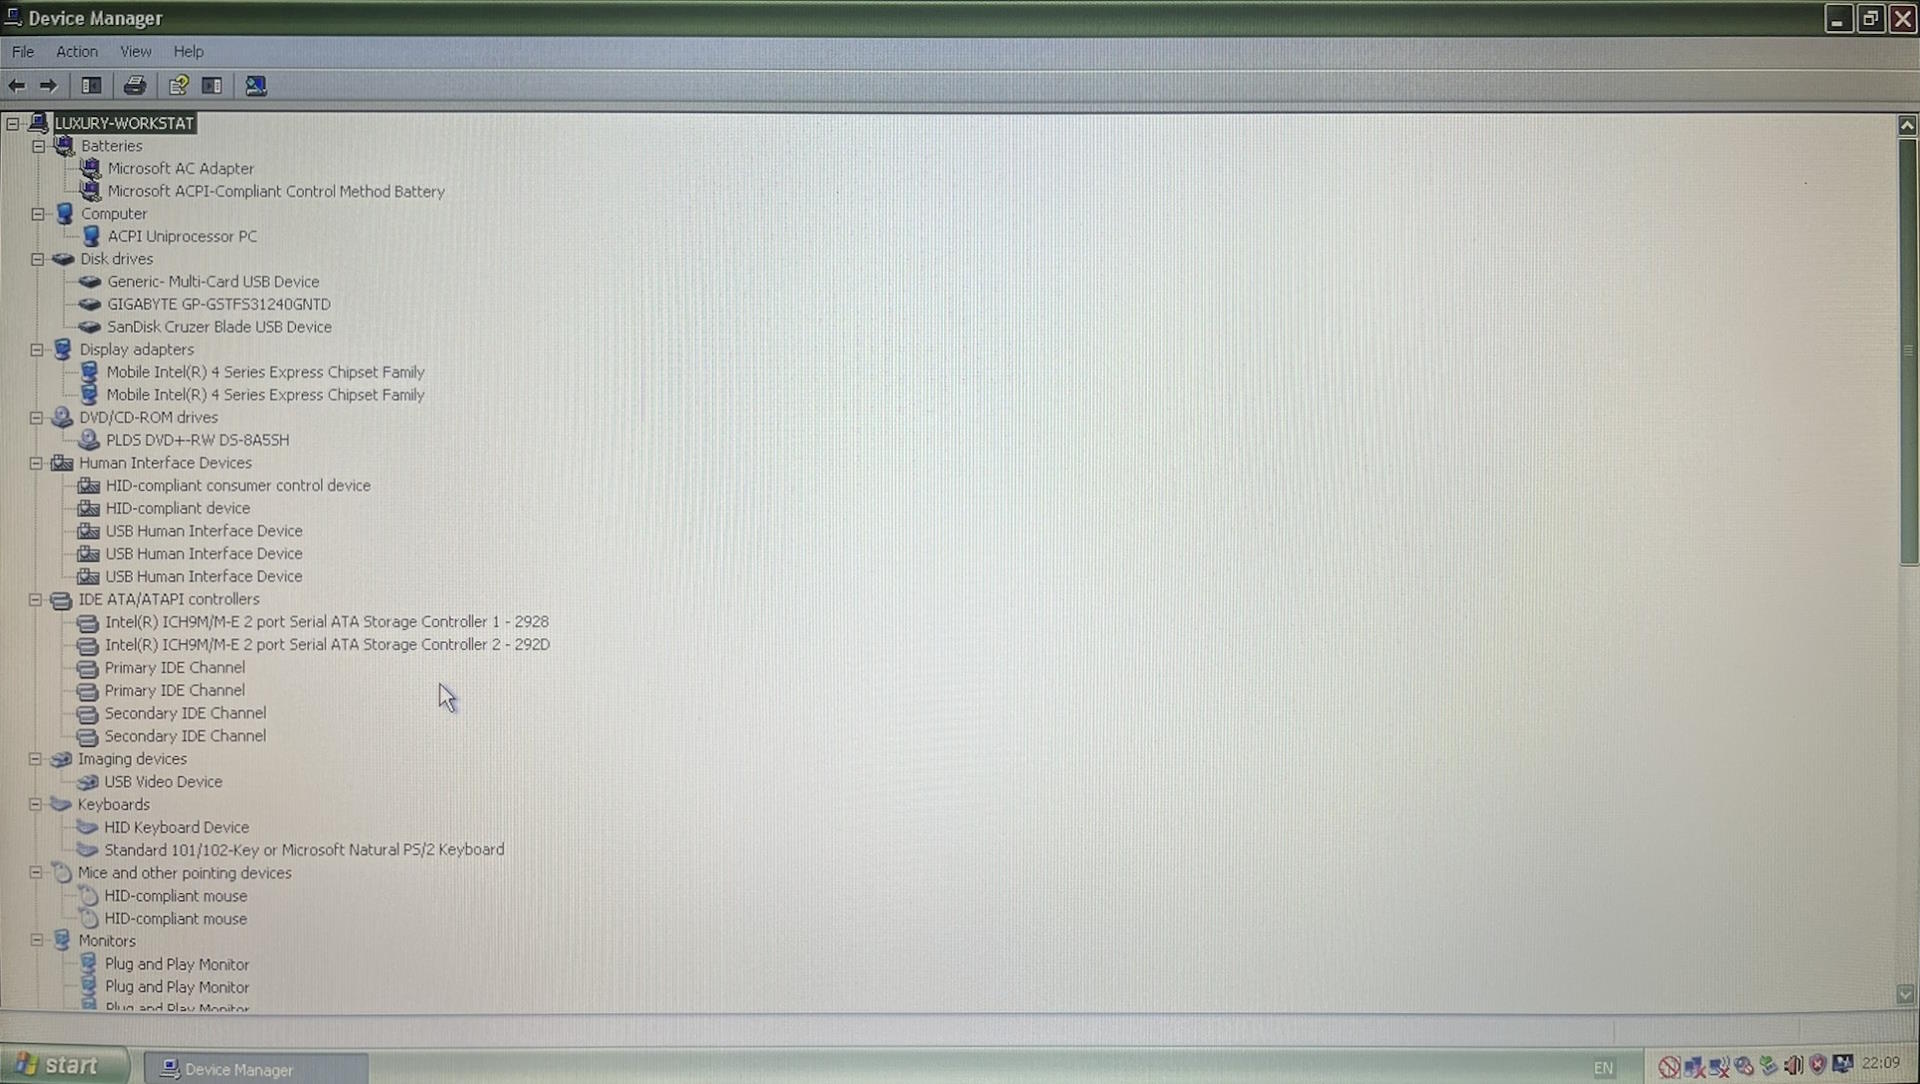 Device Manager
File Action View Help
LUXURY-WORKSTAT
Batteries
Microsoft AC Adapter
Microsoft ACPI-Compliant Control Method Battery
Computer
ACPI Uniprocessor PC
Disk drives
Generic- Multi-Card USB Device
GIGABYTE GP-GSTFS31240GNTD
SanDisk Cruzer Blade USB Device
Display adapters
Mobile Intel(R) 4 Series Express Chipset Family
Mobile Intel(R) 4 Series Express Chipset Family
DVD/CD-ROM drives
PLDS DVD+-RW DS-8A5SH
Human Interface Devices
HID-compliant consumer control device
HID-compliant device
USB Human Interface Device
USB Human Interface Device
USB Human Interface Device
IDE ATA/ATAPI controllers
Intel(R) ICH9M/M-E 2 port Serial ATA Storage Controller 1 - 2928
Intel(R) ICH9M/M-E 2 port Serial ATA Storage Controller 2 - 292D
Primary IDE Channel
Primary IDE Channel
Secondary IDE Channel
Secondary IDE Channel
Imaging devices
USB Video Device
Keyboards
HID Keyboard Device
Standard 101/102-Key or Microsoft Natural PS/2 Keyboard
Mice and other pointing devices
HID-compliant mouse
HID-compliant mouse
Monitors
Plug and Play Monitor
Plug and Play Monitor
Plug and Play Monitor
start Device Manager EN 22:09